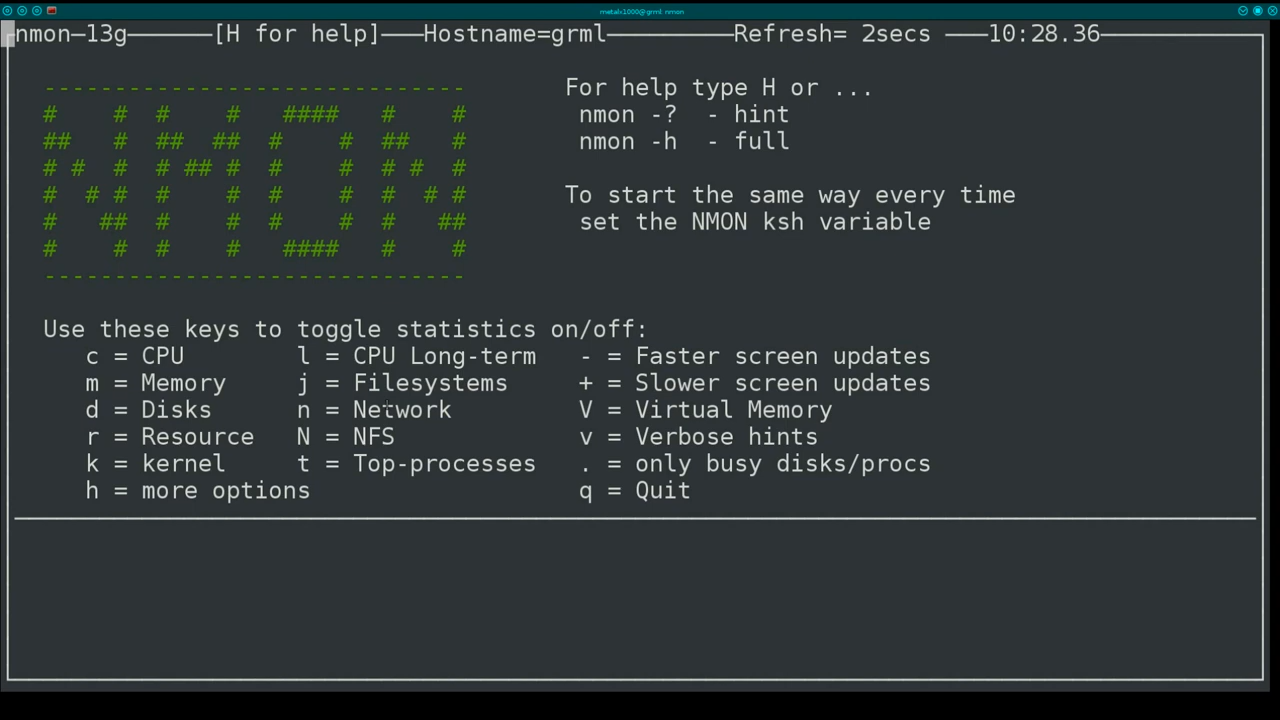 metalx1000@grml: nmon
nmon─13g──────[H for help]───Hostname=grml─────────Refresh= 2secs ───10:28.36
------------------------------
#    #  #    #   ####   #    #
##   #  ##  ##  #    #  ##   #
# #  #  # ## #  #    #  # #  #
#  # #  #    #  #    #  #  # #
#   ##  #    #  #    #  #   ##
#    #  #    #   ####   #    #
------------------------------
For help type H or ...
nmon -?  - hint
nmon -h  - full
To start the same way every time
set the NMON ksh variable
Use these keys to toggle statistics on/off:
c = CPU        l = CPU Long-term   - = Faster screen updates
m = Memory     j = Filesystems     + = Slower screen updates
d = Disks      n = Network         V = Virtual Memory
r = Resource   N = NFS             v = Verbose hints
k = kernel     t = Top-processes   . = only busy disks/procs
h = more options                   q = Quit